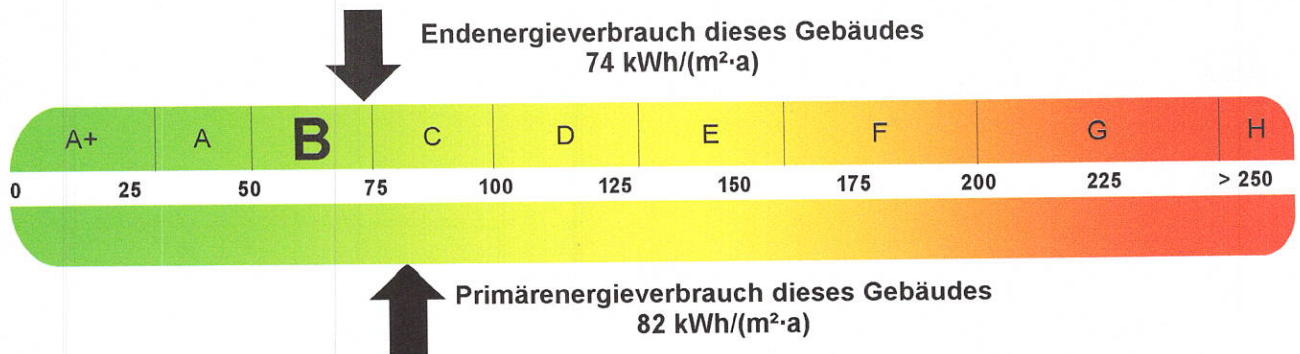 Endenergieverbrauch dieses Gebäudes
74 kWh/(m²·a)
A+ A B C D E F G H
0 25 50 75 100 125 150 175 200 225 > 250
Primärenergieverbrauch dieses Gebäudes
82 kWh/(m²·a)